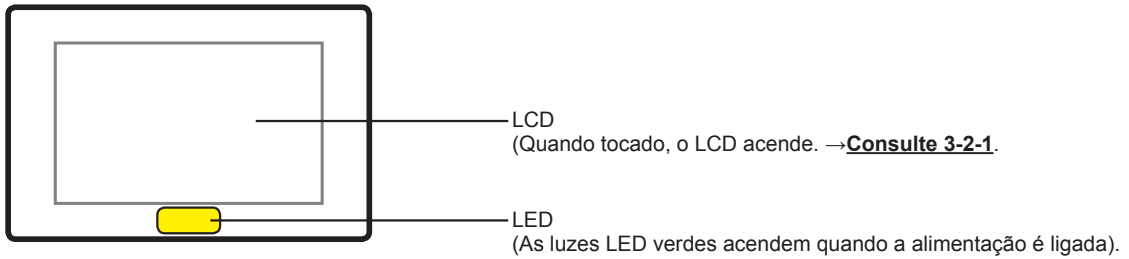 LCD
(Quando tocado, o LCD acende. →Consulte 3-2-1.
LED
(As luzes LED verdes acendem quando a alimentação é ligada).